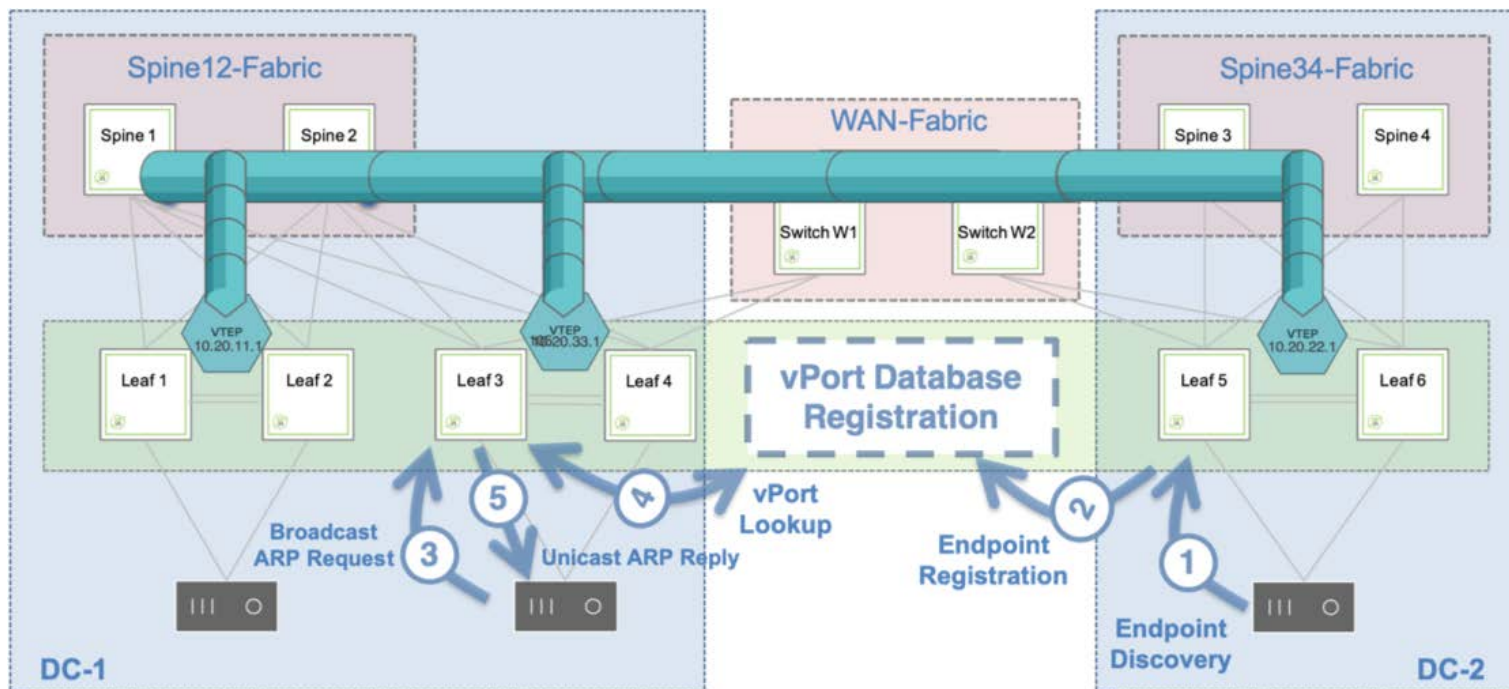 Spine12-Fabric
Spine34-Fabric
Spine 1
Spine 2
WAN-Fabric
Spine 3
Spine 4
Switch W1
Switch W2
VTEP
10.20.11.1
VTEP
20.33.1
VTEP
10.20.22.1
Leaf 1
Leaf 2
Leaf 3
Leaf 4
vPort Database
Registration
Leaf 5
Leaf 6
5
4
2
vPort
Lookup
Broadcast
ARP Request
3
Unicast ARP Reply
Endpoint
Registration
1
Endpoint
Discovery
DC-1
DC-2